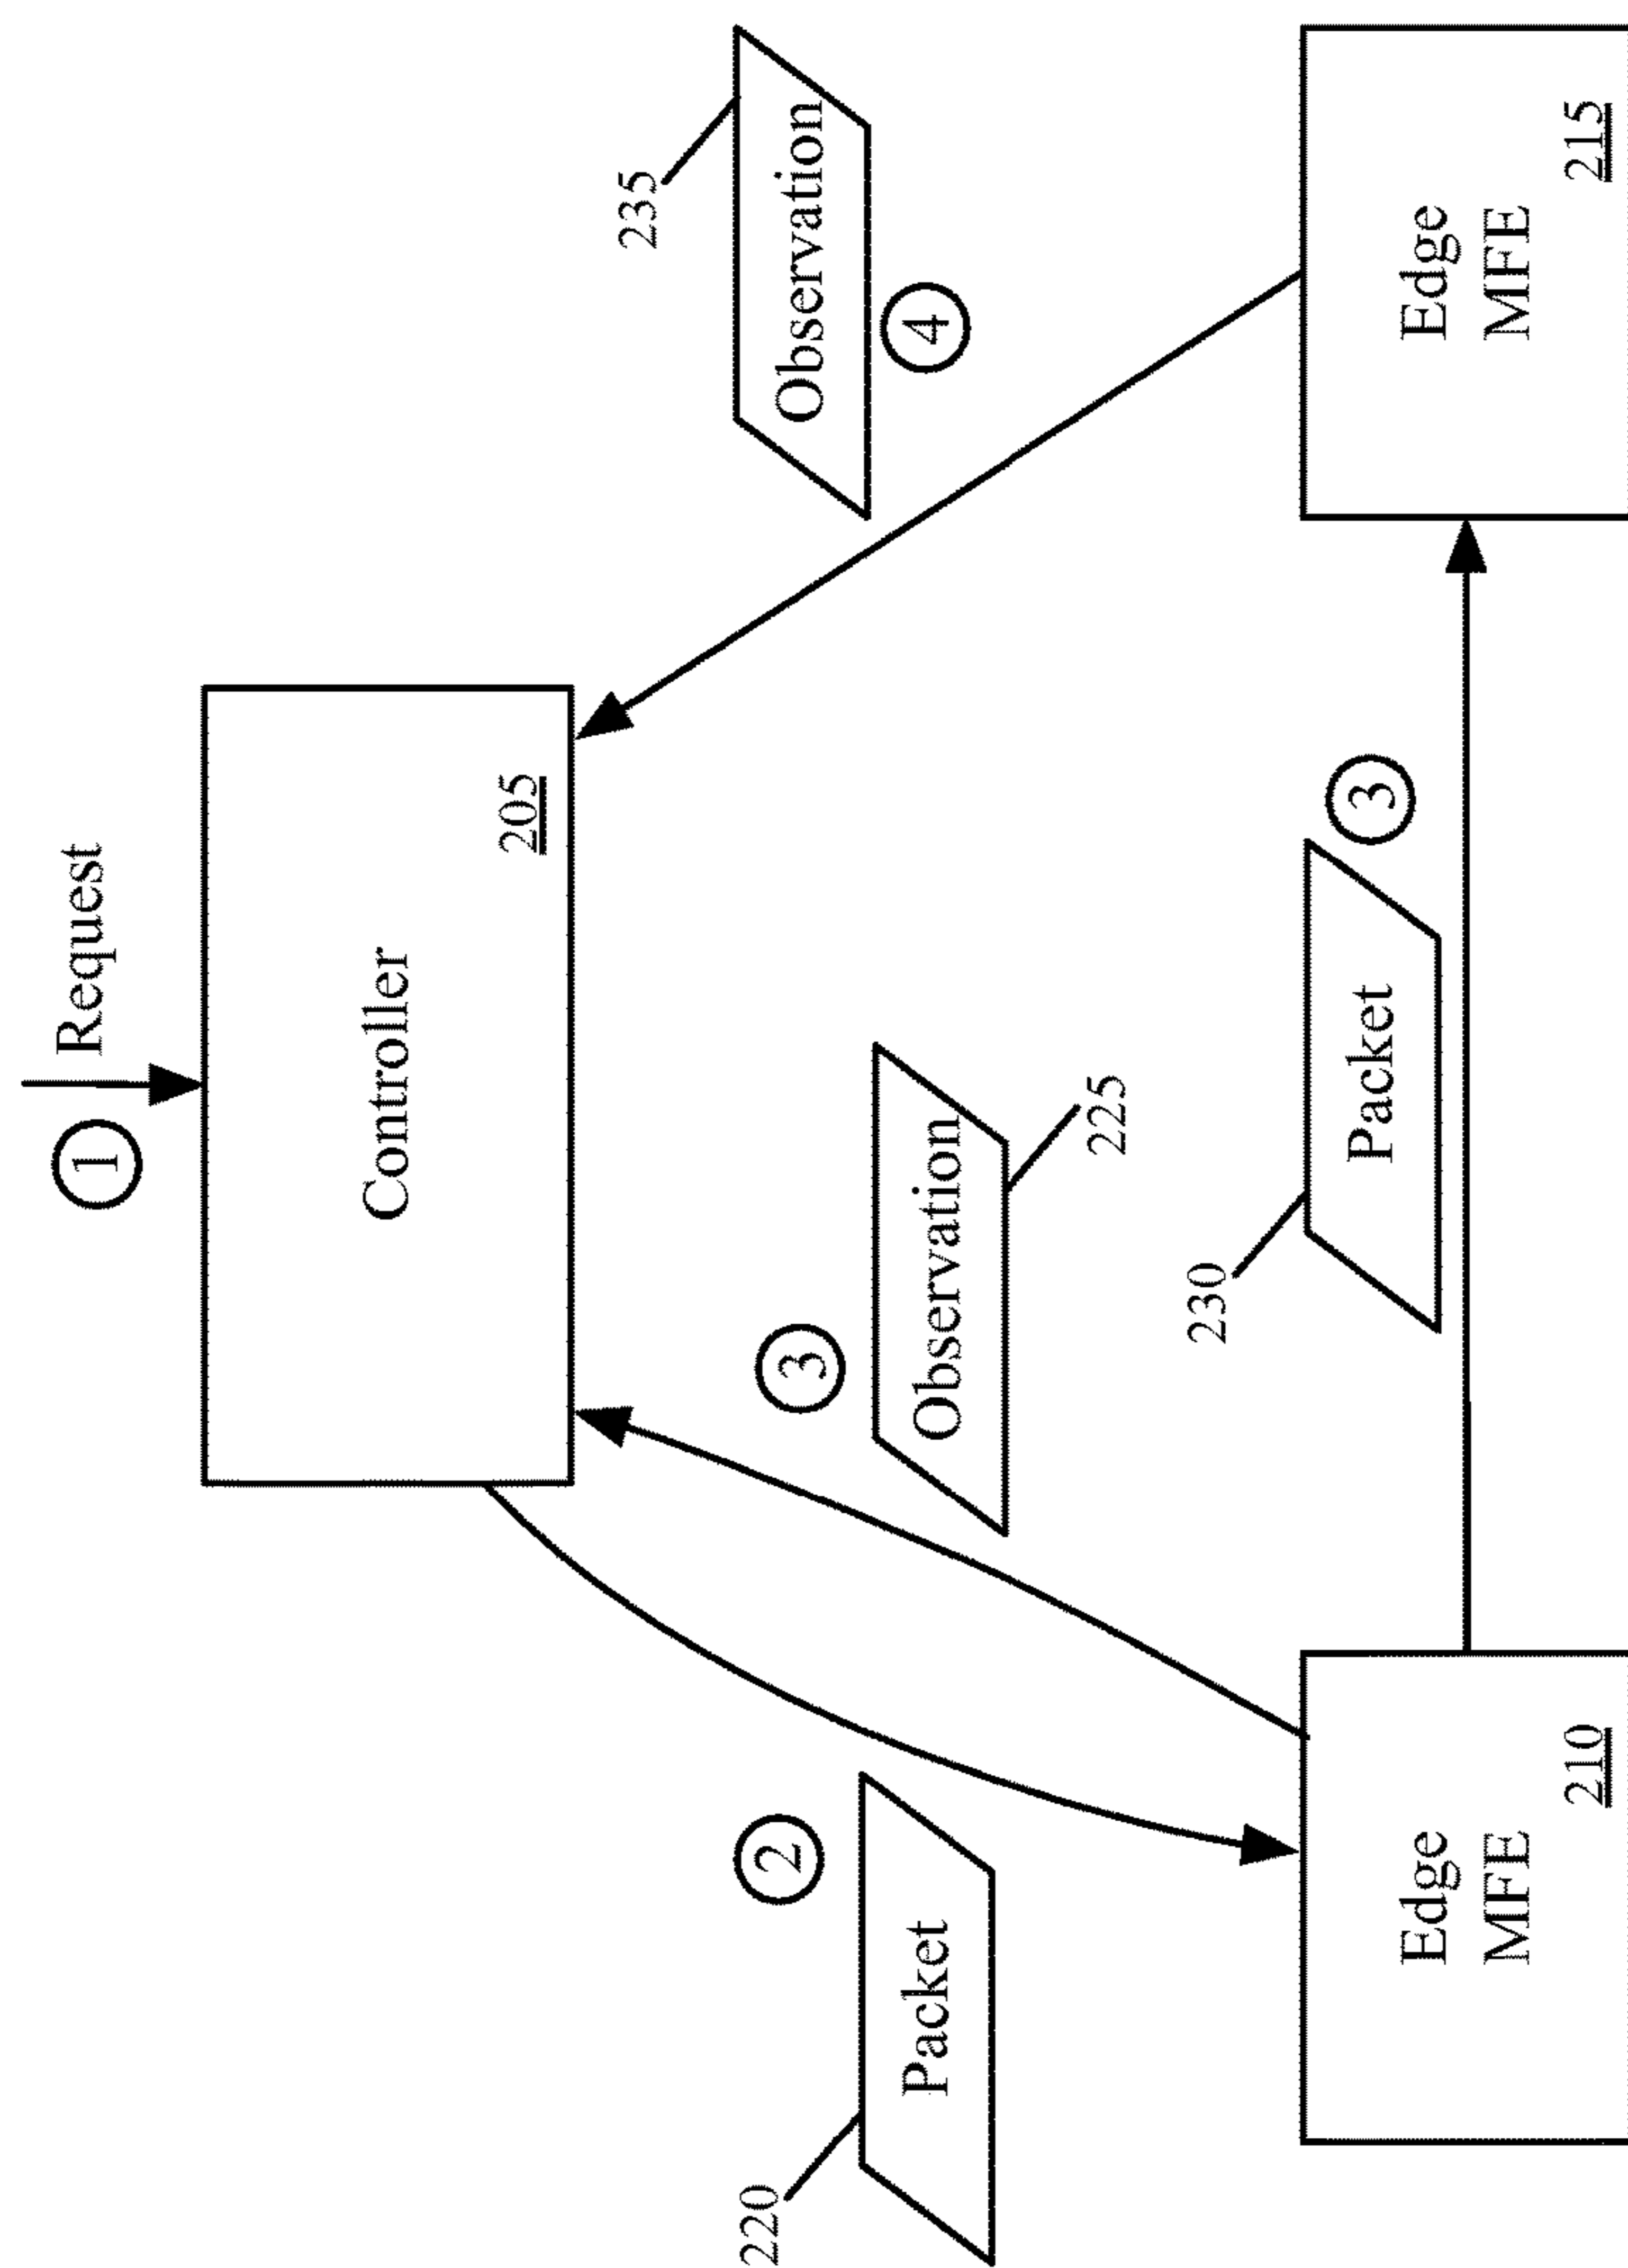 1
Request
Controller
205
220
Packet
2
3
Observation
225
235
Observation
4
230
Packet
3
Edge
MFE
210
Edge
MFE
215